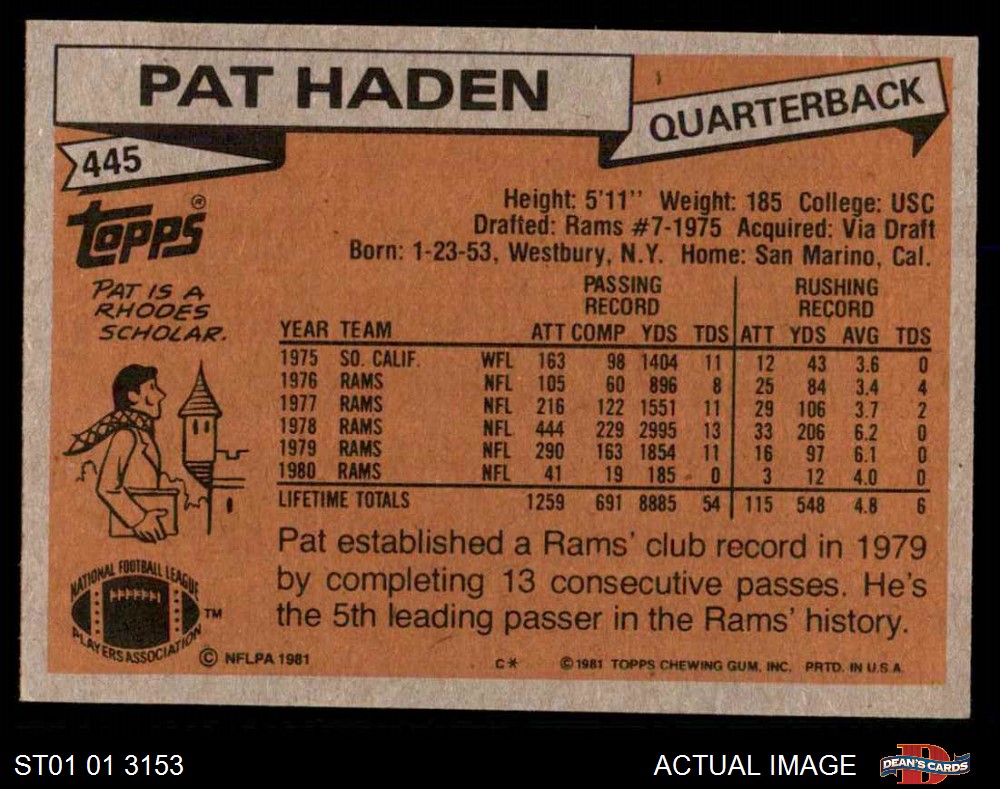 PAT HADEN
QUARTERBACK
445
TOPPS®
Height: 5'11'' Weight: 185 College: USC
Drafted: Rams #7-1975 Acquired: Via Draft
Born: 1-23-53, Westbury, N.Y. Home: San Marino, Cal.
PAT IS A
RHODES
SCHOLAR.
PASSING RUSHING
RECORD RECORD
YEAR TEAM ATT COMP YDS TDS ATT YDS AVG TDS
1975 SO. CALIF. WFL 163 98 1404 11 12 43 3.6 0
1976 RAMS NFL 105 60 896 8 25 84 3.4 4
1977 RAMS NFL 216 122 1551 11 29 106 3.7 2
1978 RAMS NFL 444 229 2995 13 33 206 6.2 0
1979 RAMS NFL 290 163 1854 11 16 97 6.1 0
1980 RAMS NFL 41 19 185 0 3 12 4.0 0
LIFETIME TOTALS 1259 691 8885 54 115 548 4.8 6
Pat established a Rams' club record in 1979
by completing 13 consecutive passes. He's
the 5th leading passer in the Rams' history.
NATIONAL FOOTBALL LEAGUE
PLAYERS ASSOCIATION
TM
© NFLPA 1981
C* © 1981 TOPPS CHEWING GUM, INC. PRTD. IN U.S.A.
ST01 01 3153
ACTUAL IMAGE
D
DEAN'S CARDS